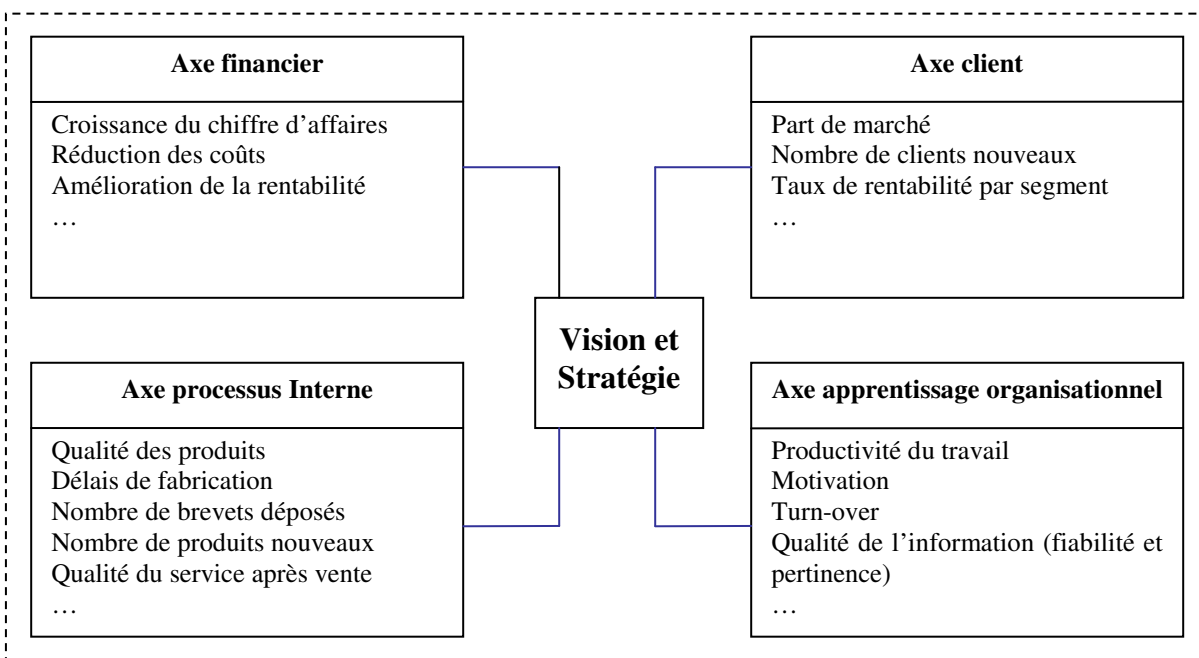 Axe financier
Croissance du chiffre d’affaires
Réduction des coûts
Amélioration de la rentabilité
…
Axe client
Part de marché
Nombre de clients nouveaux
Taux de rentabilité par segment
…
Vision et
Stratégie
Axe processus Interne
Qualité des produits
Délais de fabrication
Nombre de brevets déposés
Nombre de produits nouveaux
Qualité du service après vente
…
Axe apprentissage organisationnel
Productivité du travail
Motivation
Turn-over
Qualité de l’information (fiabilité et
pertinence)
…